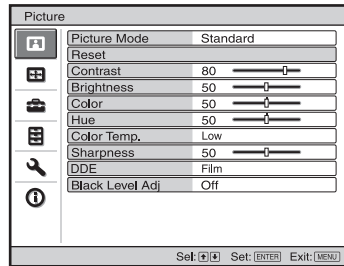 Picture
Picture Mode Standard
Reset
Contrast 80
Brightness 50
Color 50
Hue 50
Color Temp. Low
Sharpness 50
DDE Film
Black Level Adj Off
Sel: Set: ENTER Exit: MENU